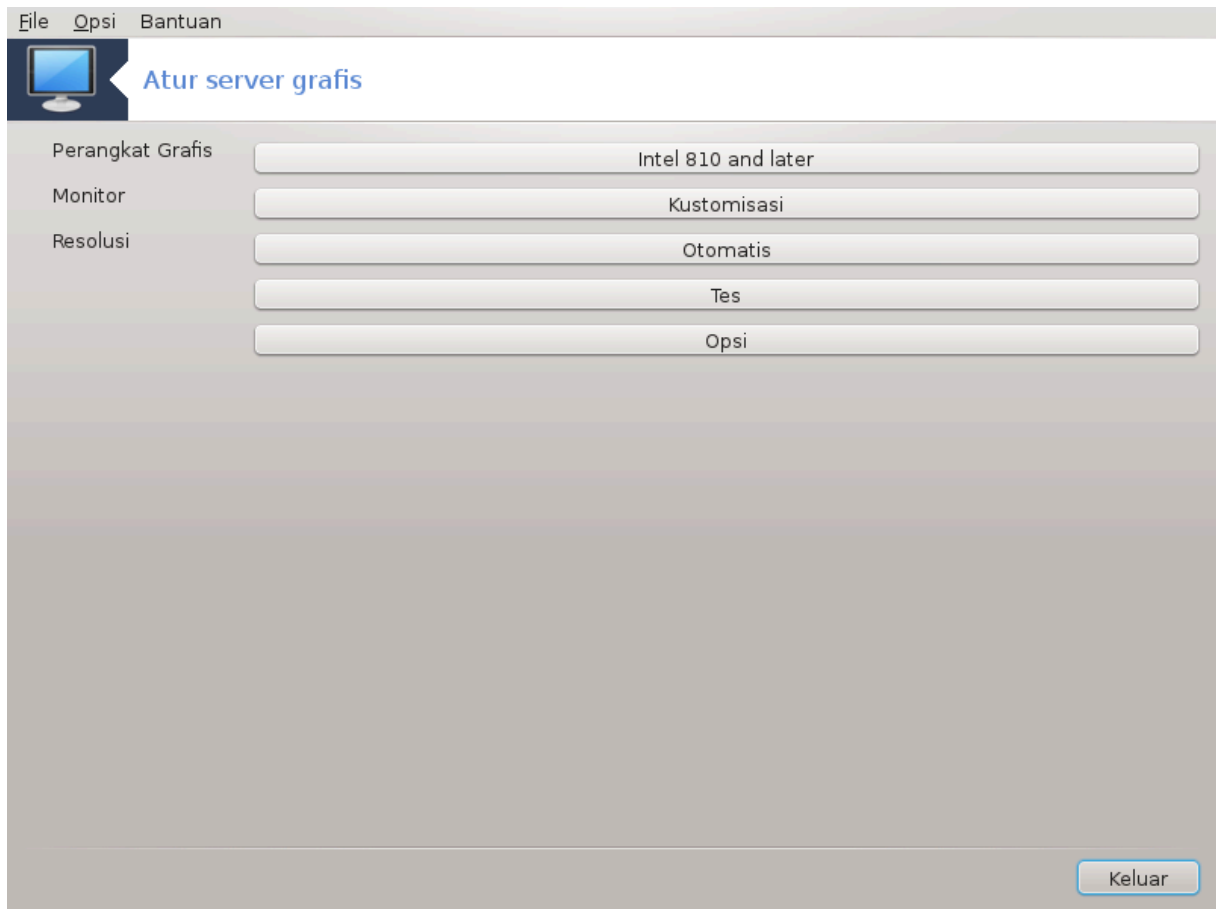 File Opsi Bantuan
Atur server grafis
Perangkat Grafis Intel 810 and later
Monitor Kustomisasi
Resolusi Otomatis
Tes
Opsi
Keluar